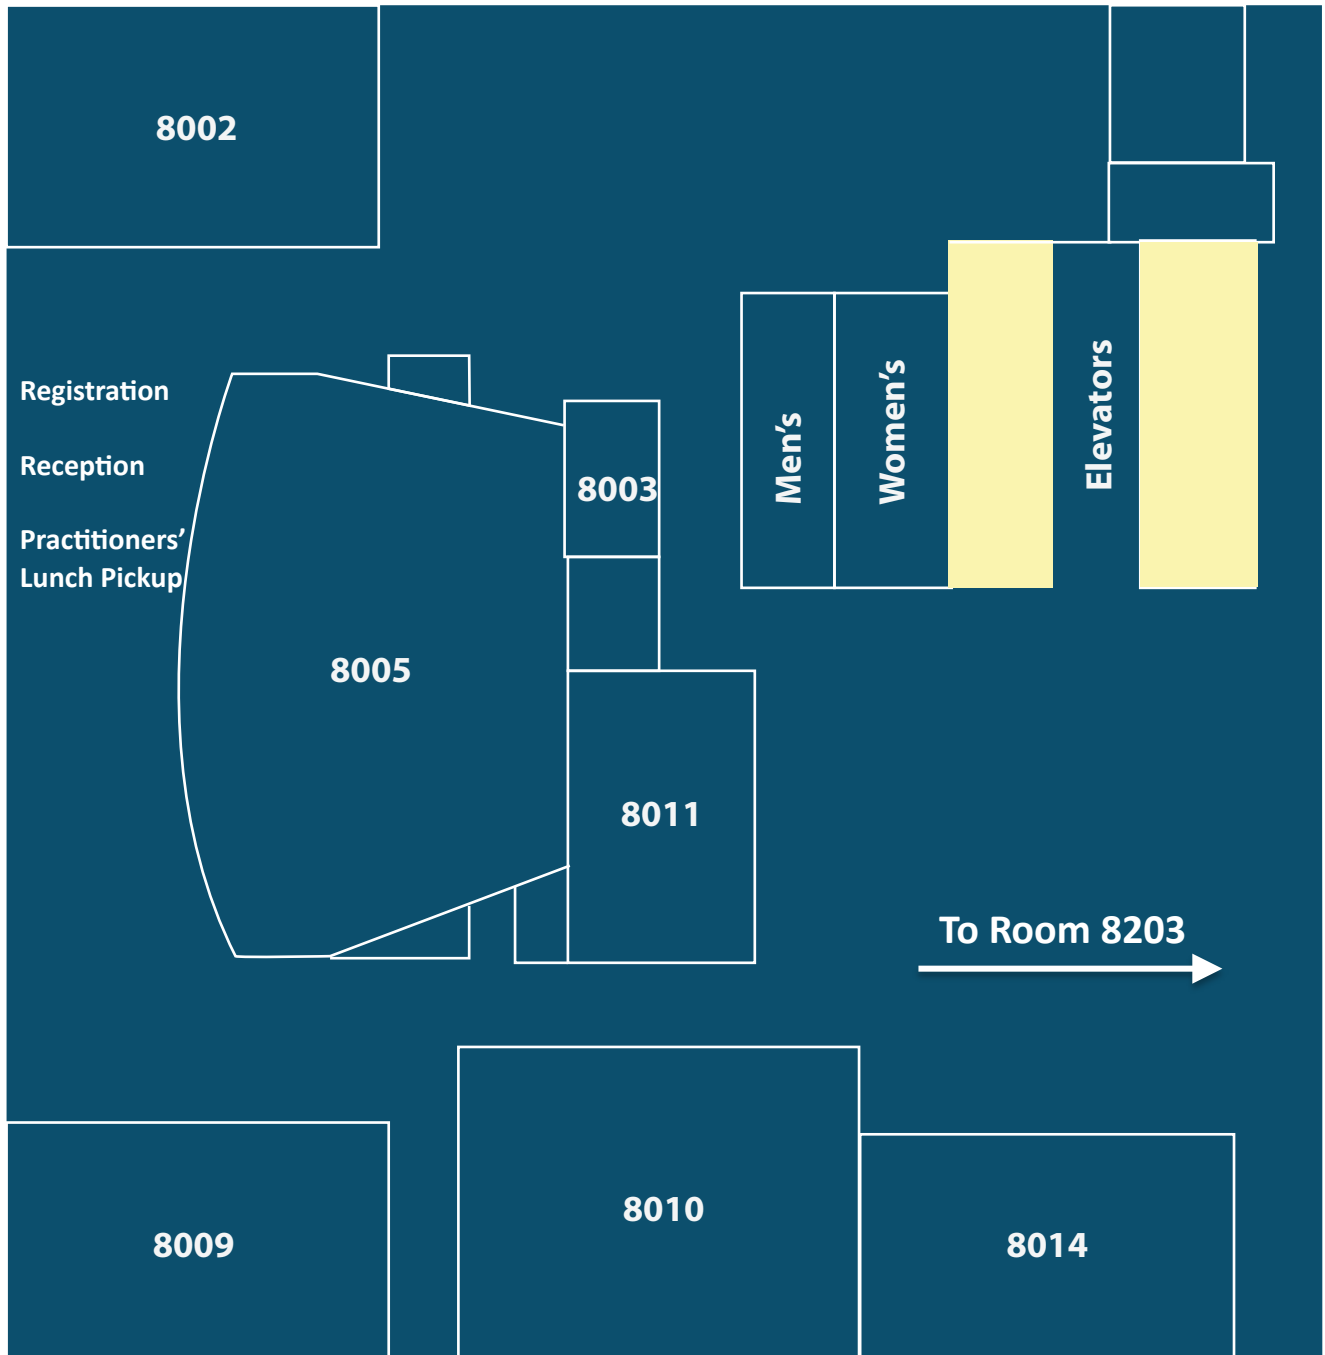 8002
Registration
Reception
Practitioners’
Lunch Pickup
8003
Men’s
Women’s
Elevators
8005
8011
To Room 8203
8009
8010
8014